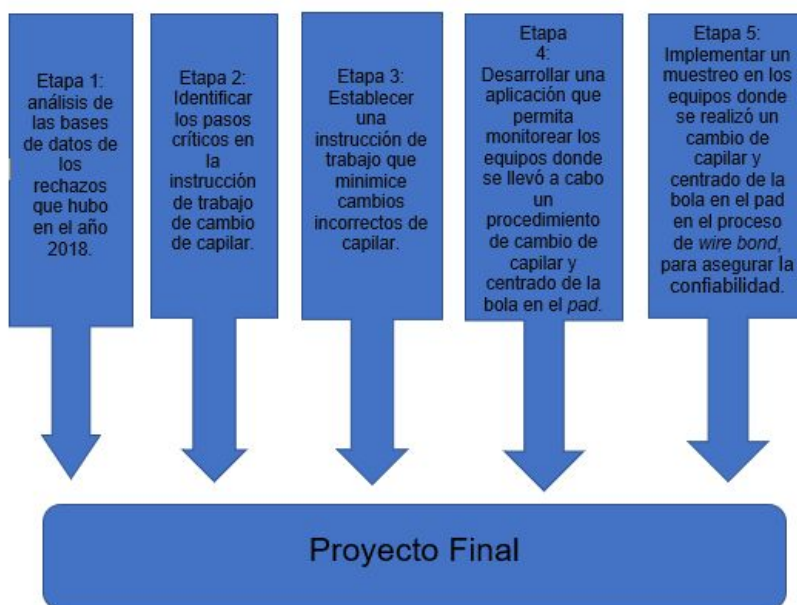 Etapa 1:
análisis de
las bases
de datos de
los
rechazos
que hubo
en el año
2018.
Etapa 2:
Identificar
los pasos
críticos en
la
instrucción
de trabajo
de cambio
de capilar.
Etapa 3:
Establecer
una
instrucción
de trabajo
que
minimice
cambios
incorrectos
de capilar.
Etapa
4:
Desarrollar una
aplicación que
permita
monitorear los
equipos donde
se llevó a cabo
un
procedimiento
de cambio de
capilar y
centrado de la
bola en el pad.
Etapa 5:
Implementar un
muestreo en los
equipos donde
se realizó un
cambio de
capilar y
centrado de la
bola en el pad
en el proceso
de wire bond,
para asegurar la
confiabilidad.
Proyecto Final